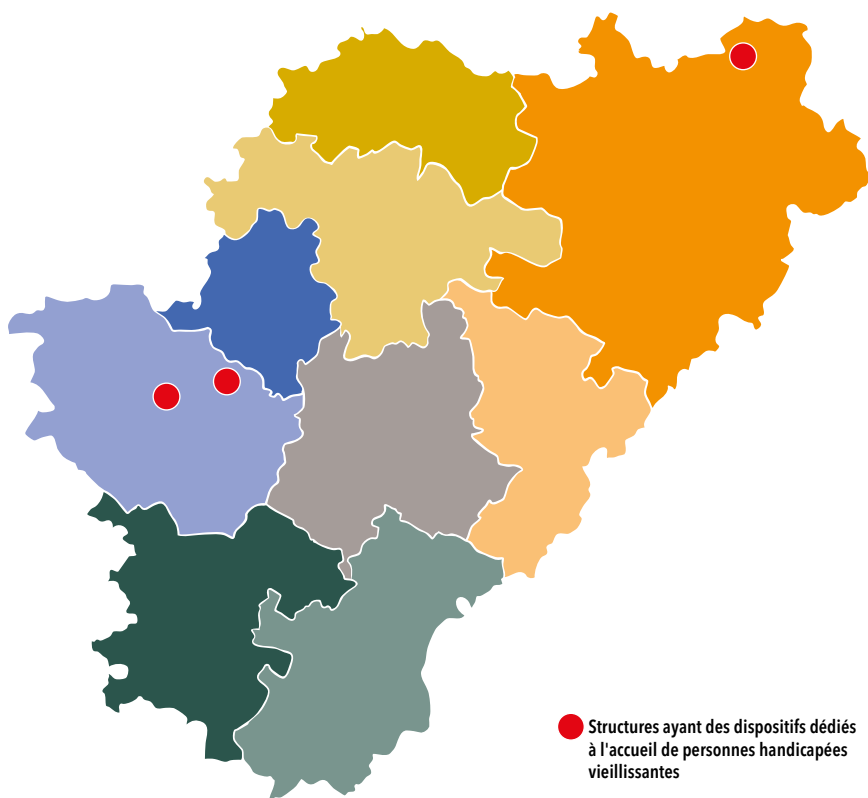 Structures ayant des dispositifs dédiés
à l'accueil de personnes handicapées
vieillissantes